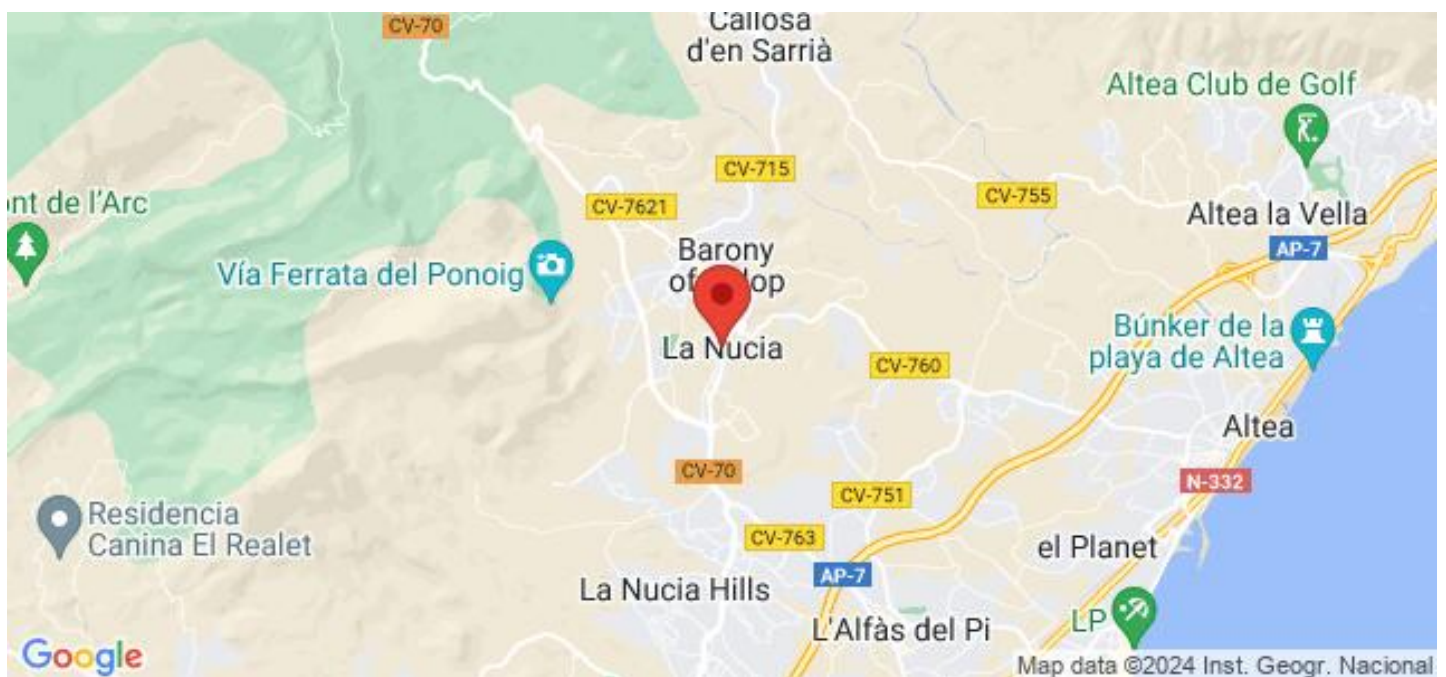 CV-70
Callosa
d'en Sarrià
Altea Club de Golf
CV-715
CV-755
ont de l'Arc
CV-7621
Altea la Vella
AP-7
Barony
Vía Ferrata del Ponoig
La Nucia
Búnker de la
playa de Altea
CV-760
Altea
CV-70
N-332
CV-751
Residencia
Canina El Realet
CV-763
el Planet
AP-7
La Nucia Hills
L'Alfàs del Pi
LP
Google
Map data ©2024 Inst. Geogr. Nacional